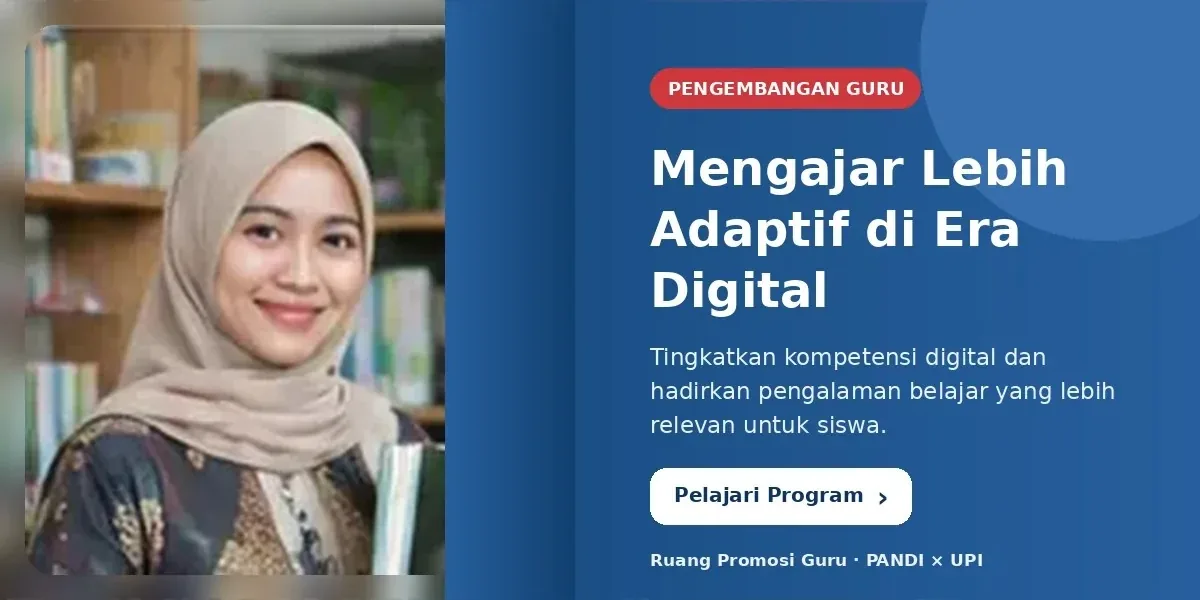 PENGEMBANGAN GURU
Mengajar Lebih
Adaptif di Era
Digital
Tingkatkan kompetensi digital dan
hadirkan pengalaman belajar yang lebih
relevan untuk siswa.
Pelajari Program ›
Ruang Promosi Guru · PANDI × UPI